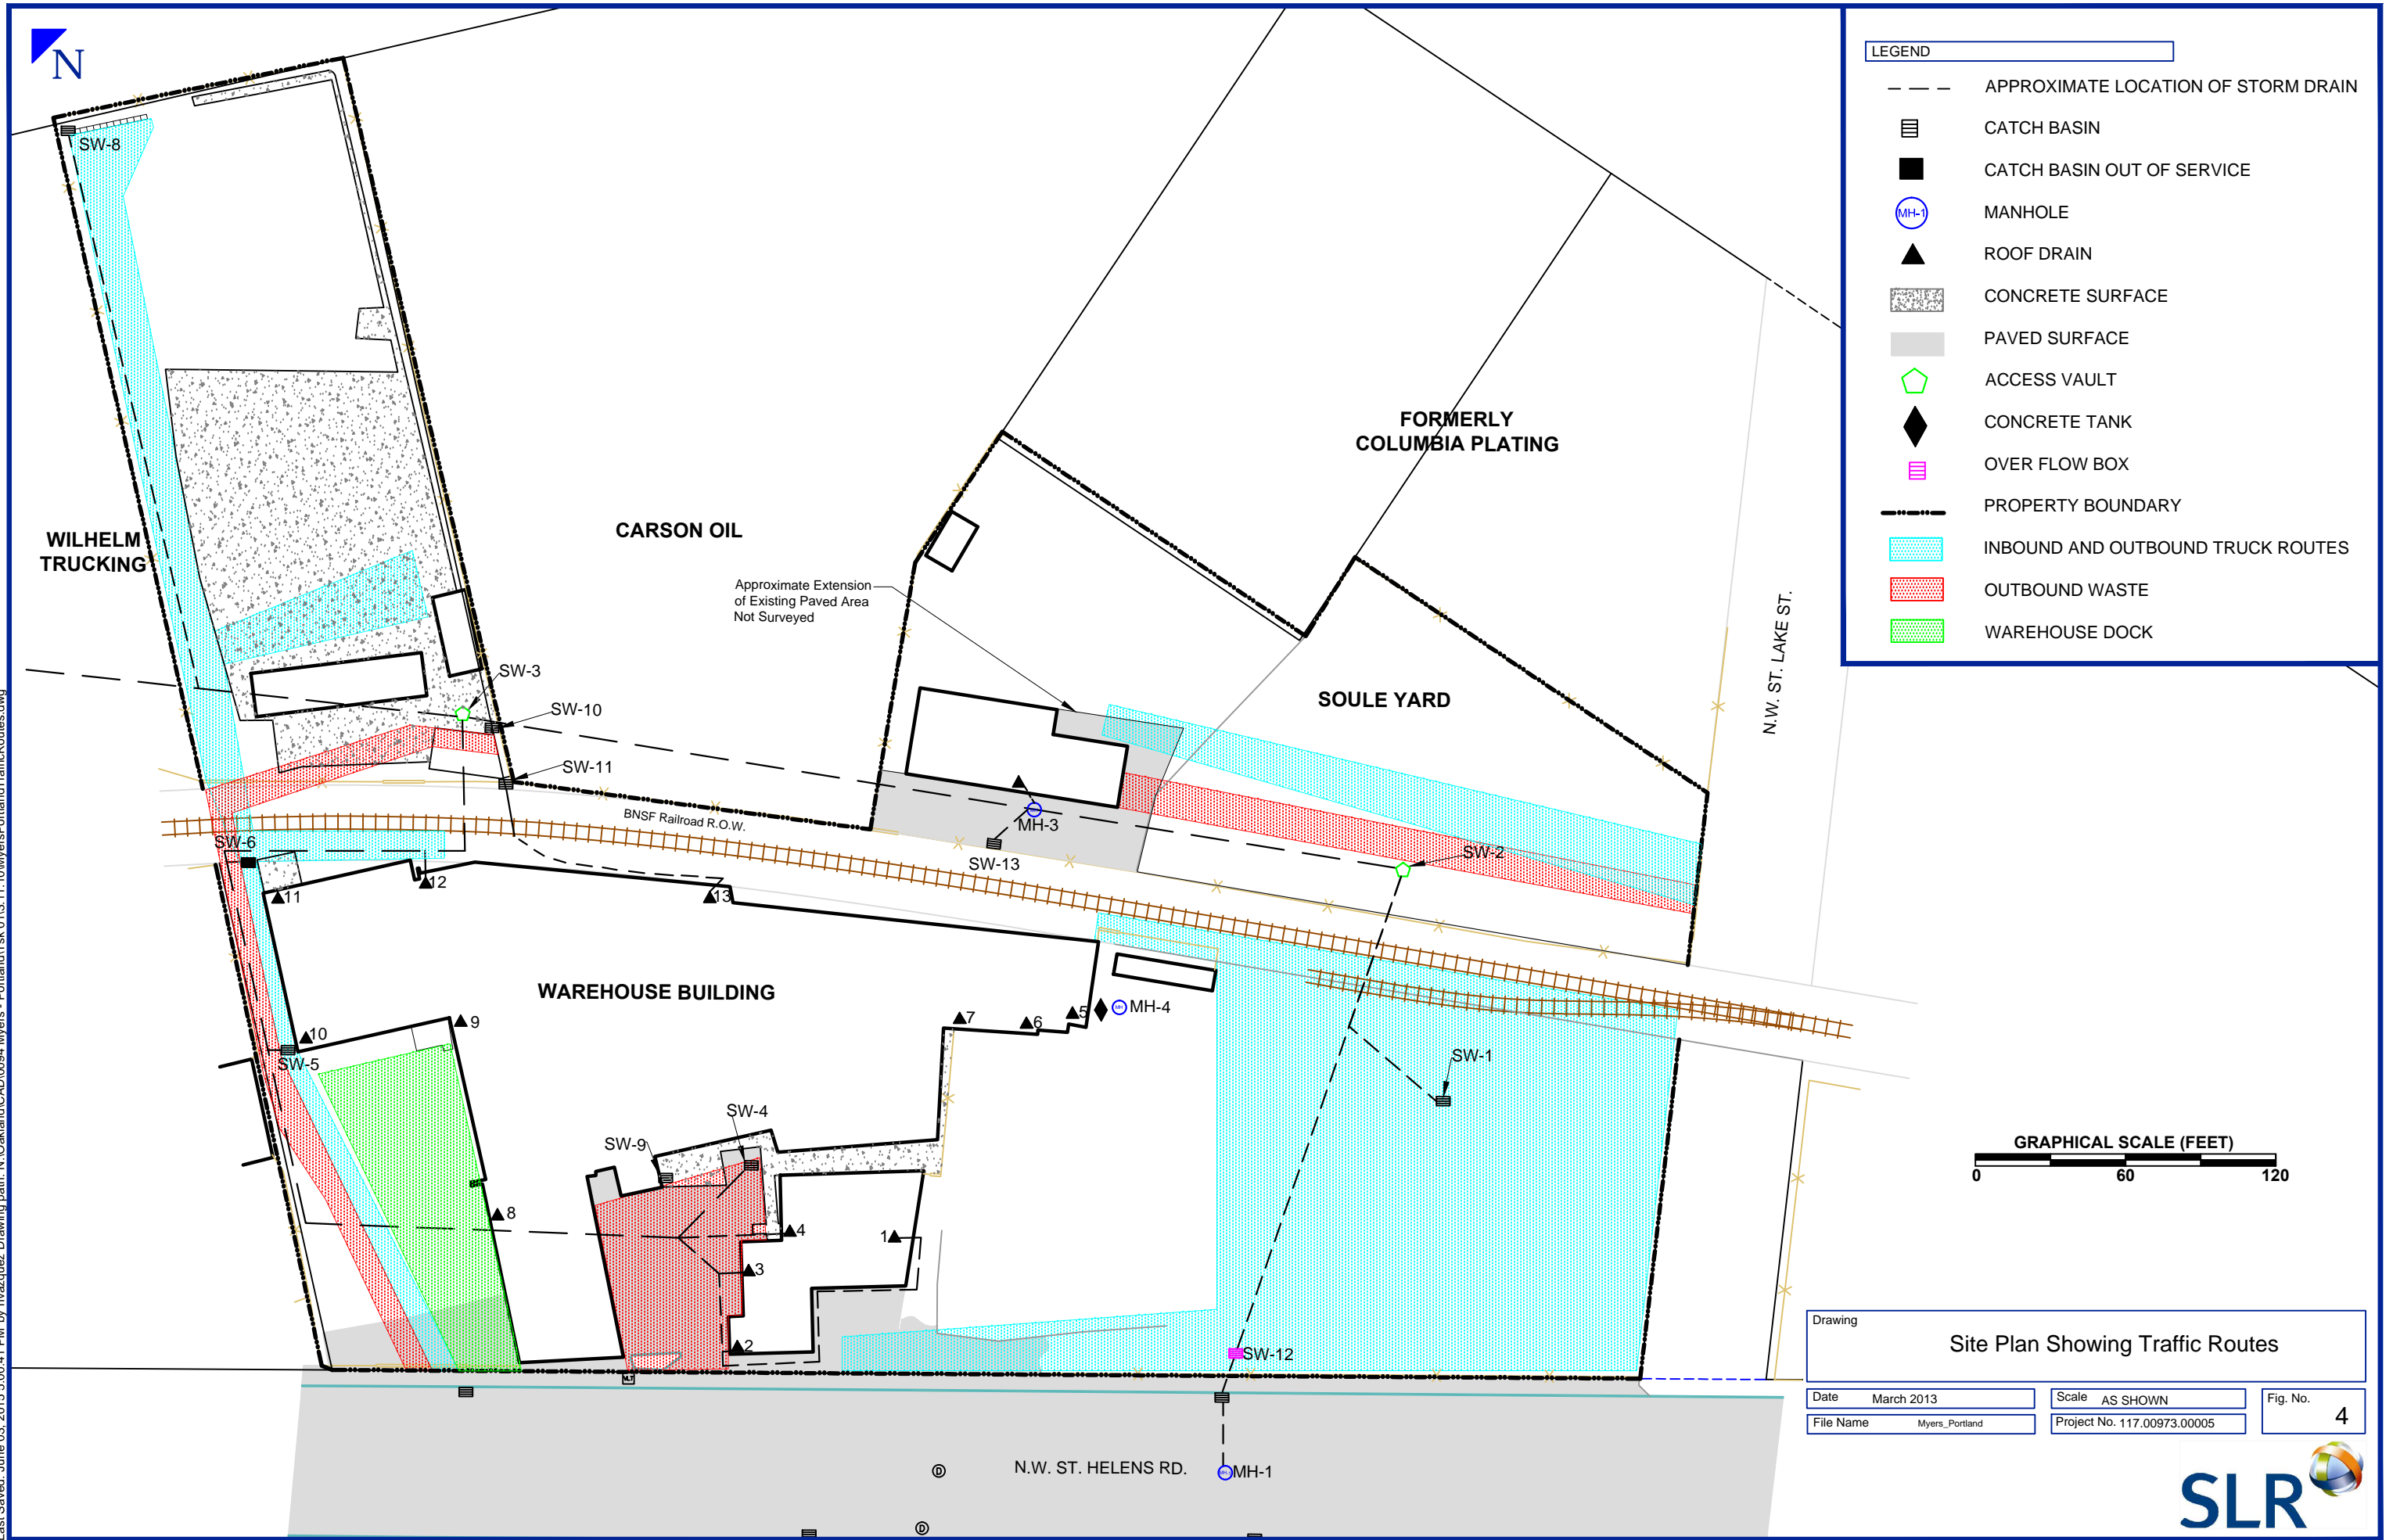 N
LEGEND
APPROXIMATE LOCATION OF STORM DRAIN
CATCH BASIN
CATCH BASIN OUT OF SERVICE
MH-1
MANHOLE
ROOF DRAIN
CONCRETE SURFACE
PAVED SURFACE
ACCESS VAULT
CONCRETE TANK
OVER FLOW BOX
PROPERTY BOUNDARY
INBOUND AND OUTBOUND TRUCK ROUTES
OUTBOUND WASTE
WAREHOUSE DOCK
SW-8
WILHELM
TRUCKING
CARSON OIL
FORMERLY
COLUMBIA PLATING
Approximate Extension
of Existing Paved Area
Not Surveyed
SOULE YARD
N.W. ST. LAKE ST.
SW-3
SW-10
SW-11
BNSF Railroad R.O.W.
MH-3
SW-13
SW-2
SW-6
11
12
13
WAREHOUSE BUILDING
MH-4
5
6
7
9
10
SW-5
SW-1
SW-4
SW-9
8
4
1
3
2
SW-12
GRAPHICAL SCALE (FEET)
0 60 120
N.W. ST. HELENS RD.
MH-1
D
D
Drawing
Site Plan Showing Traffic Routes
Date March 2013
Scale AS SHOWN
Fig. No.
4
File Name Myers_Portland
Project No. 117.00973.00005
SLR